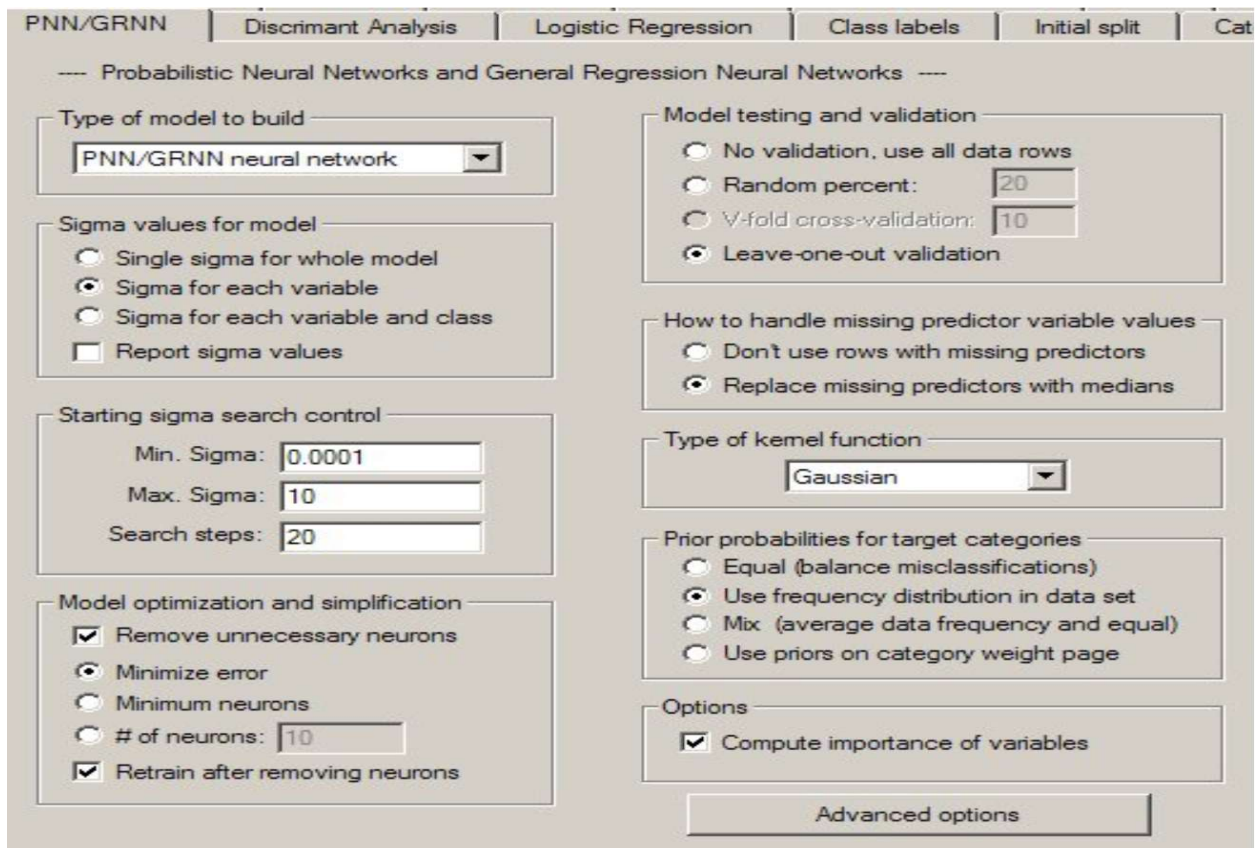 PNN/GRNN Discrimant Analysis Logistic Regression Class labels Initial split Cat
---- Probabilistic Neural Networks and General Regression Neural Networks ----
Type of model to build
PNN/GRNN neural network
Sigma values for model
Single sigma for whole model
Sigma for each variable
Sigma for each variable and class
Report sigma values
Starting sigma search control
Min. Sigma: 0.0001
Max. Sigma: 10
Search steps: 20
Model optimization and simplification
Remove unnecessary neurons
Minimize error
Minimum neurons
# of neurons: 10
Retrain after removing neurons
Model testing and validation
No validation, use all data rows
Random percent: 20
V-fold cross-validation: 10
Leave-one-out validation
How to handle missing predictor variable values
Don't use rows with missing predictors
Replace missing predictors with medians
Type of kernel function
Gaussian
Prior probabilities for target categories
Equal (balance misclassifications)
Use frequency distribution in data set
Mix (average data frequency and equal)
Use priors on category weight page
Options
Compute importance of variables
Advanced options